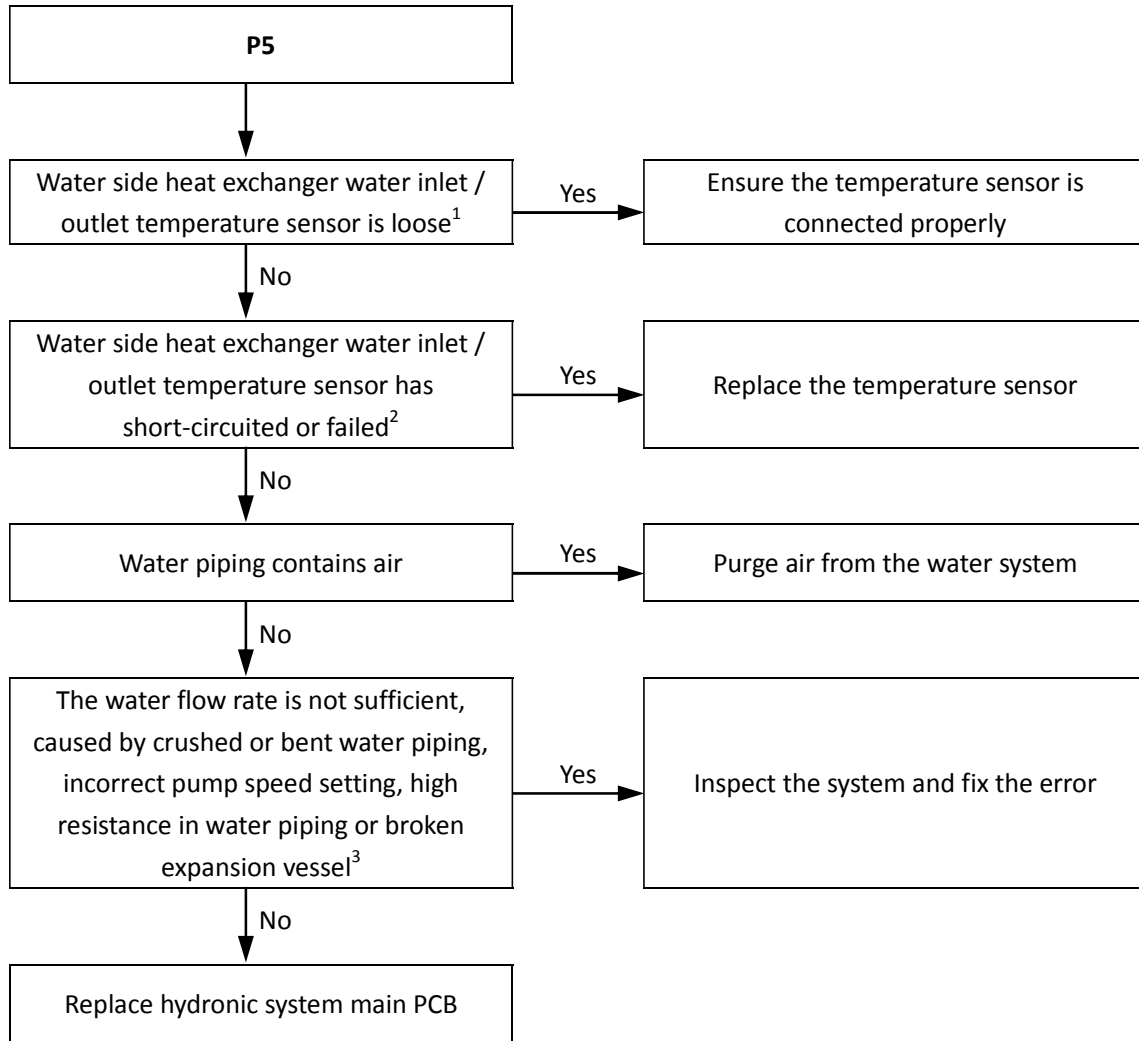 P5
Water side heat exchanger water inlet /
outlet temperature sensor is loose1
Yes
Ensure the temperature sensor is
connected properly
No
Water side heat exchanger water inlet /
outlet temperature sensor has
short-circuited or failed2
Yes
Replace the temperature sensor
No
Water piping contains air
Yes
Purge air from the water system
No
The water flow rate is not sufficient,
caused by crushed or bent water piping,
incorrect pump speed setting, high
resistance in water piping or broken
expansion vessel3
Yes
Inspect the system and fix the error
No
Replace hydronic system main PCB